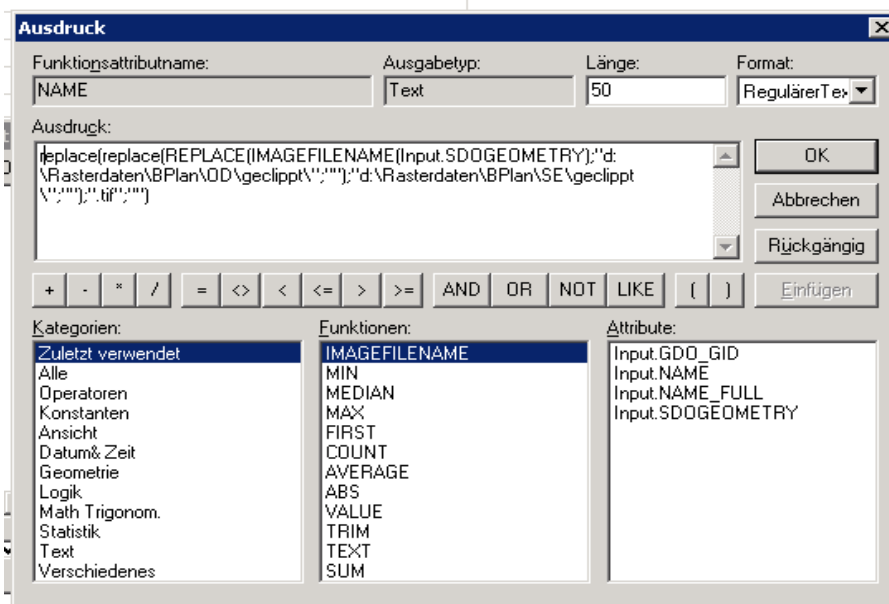 Ausdruck
Funktionsattributname:
Ausgabetyp:
Länge:
Format:
NAME
Text
50
RegulärerTex
Ausdruck:
replace(replace(REPLACE(IMAGEFILENAME(Input.SDOGEOMETRY);"d:
\Rasterdaten\BPlan\OD\geclippt\";"");"d:\Rasterdaten\BPlan\SE\geclippt
\";"");".tif";"")
OK
Abbrechen
Rückgängig
+ - * / = <> < <= > >= AND OR NOT LIKE ( )
Einfügen
Kategorien:
Zuletzt verwendet
Alle
Operatoren
Konstanten
Ansicht
Datum& Zeit
Geometrie
Logik
Math Trigonom.
Statistik
Text
Verschiedenes
Funktionen:
IMAGEFILENAME
MIN
MEDIAN
MAX
FIRST
COUNT
AVERAGE
ABS
VALUE
TRIM
TEXT
SUM
Attribute:
Input.GDO_GID
Input.NAME
Input.NAME_FULL
Input.SDOGEOMETRY